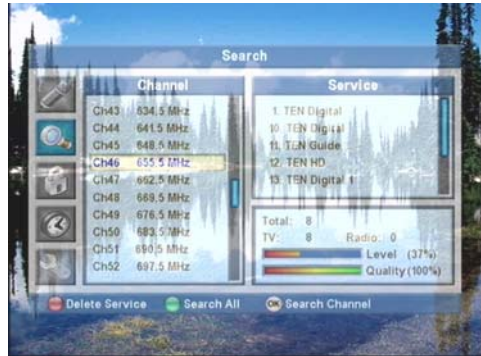 Search
Channel
Ch43 634.5 MHz
Ch44 641.5 MHz
Ch45 648.5 MHz
Ch46 655.5 MHz
Ch47 662.5 MHz
Ch48 669.5 MHz
Ch49 676.5 MHz
Ch50 683.5 MHz
Ch51 690.5 MHz
Ch52 697.5 MHz
Service
1. TEN Digital
10. TEN Digital
11. TEN Guide
12. TEN HD
13. TEN Digital 1
Total: 8
TV: 8 Radio: 0
Level (37%)
Quality (100%)
Delete Service Search All OK Search Channel